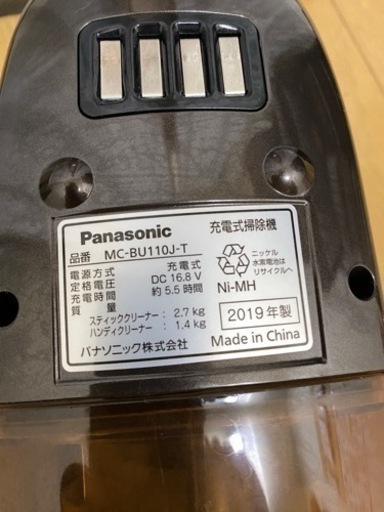 Panasonic 充電式掃除機
品番 MC-BU110J-T
電源方式 充電式
定格電圧 DC 16.8 V
充電時間 約 5.5 時間
質量
スティッククリーナー：2.7 kg
ハンディクリーナー：1.4 kg
パナソニック株式会社
ニッケル
水素電池は
リサイクルへ
Ni-MH
2019 年製
Made in China